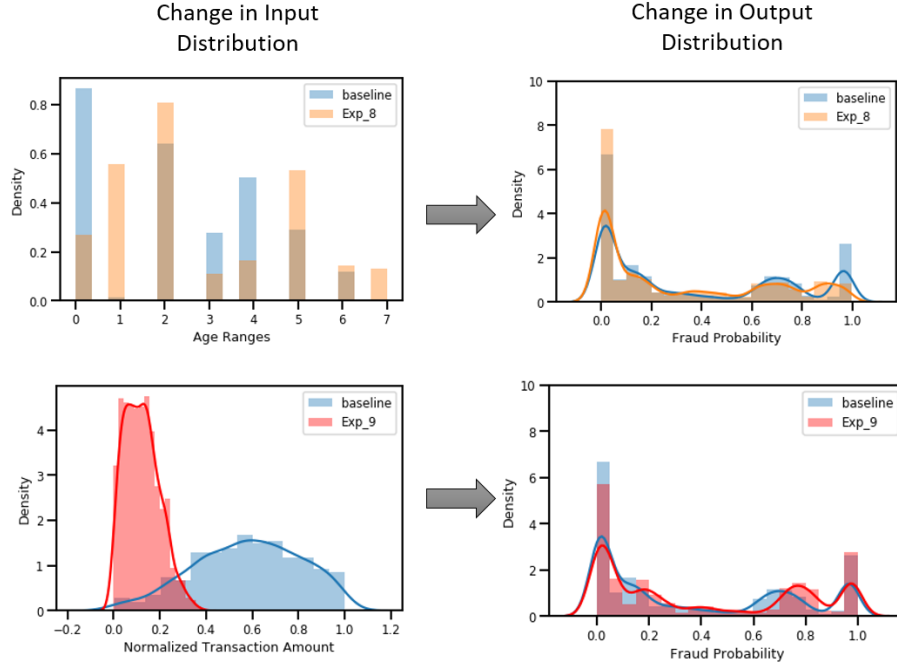 Change in Input
Distribution
Change in Output
Distribution
baseline
Exp_8
Density
0.8
0.6
0.4
0.2
0.0
0 1 2 3 4 5 6 7
Age Ranges
baseline
Exp_8
Density
10
8
6
4
2
0
0.0 0.2 0.4 0.6 0.8 1.0
Fraud Probability
baseline
Exp_9
Density
4
3
2
1
0
−0.2 0.0 0.2 0.4 0.6 0.8 1.0 1.2
Normalized Transaction Amount
baseline
Exp_9
Density
10
8
6
4
2
0
0.0 0.2 0.4 0.6 0.8 1.0
Fraud Probability